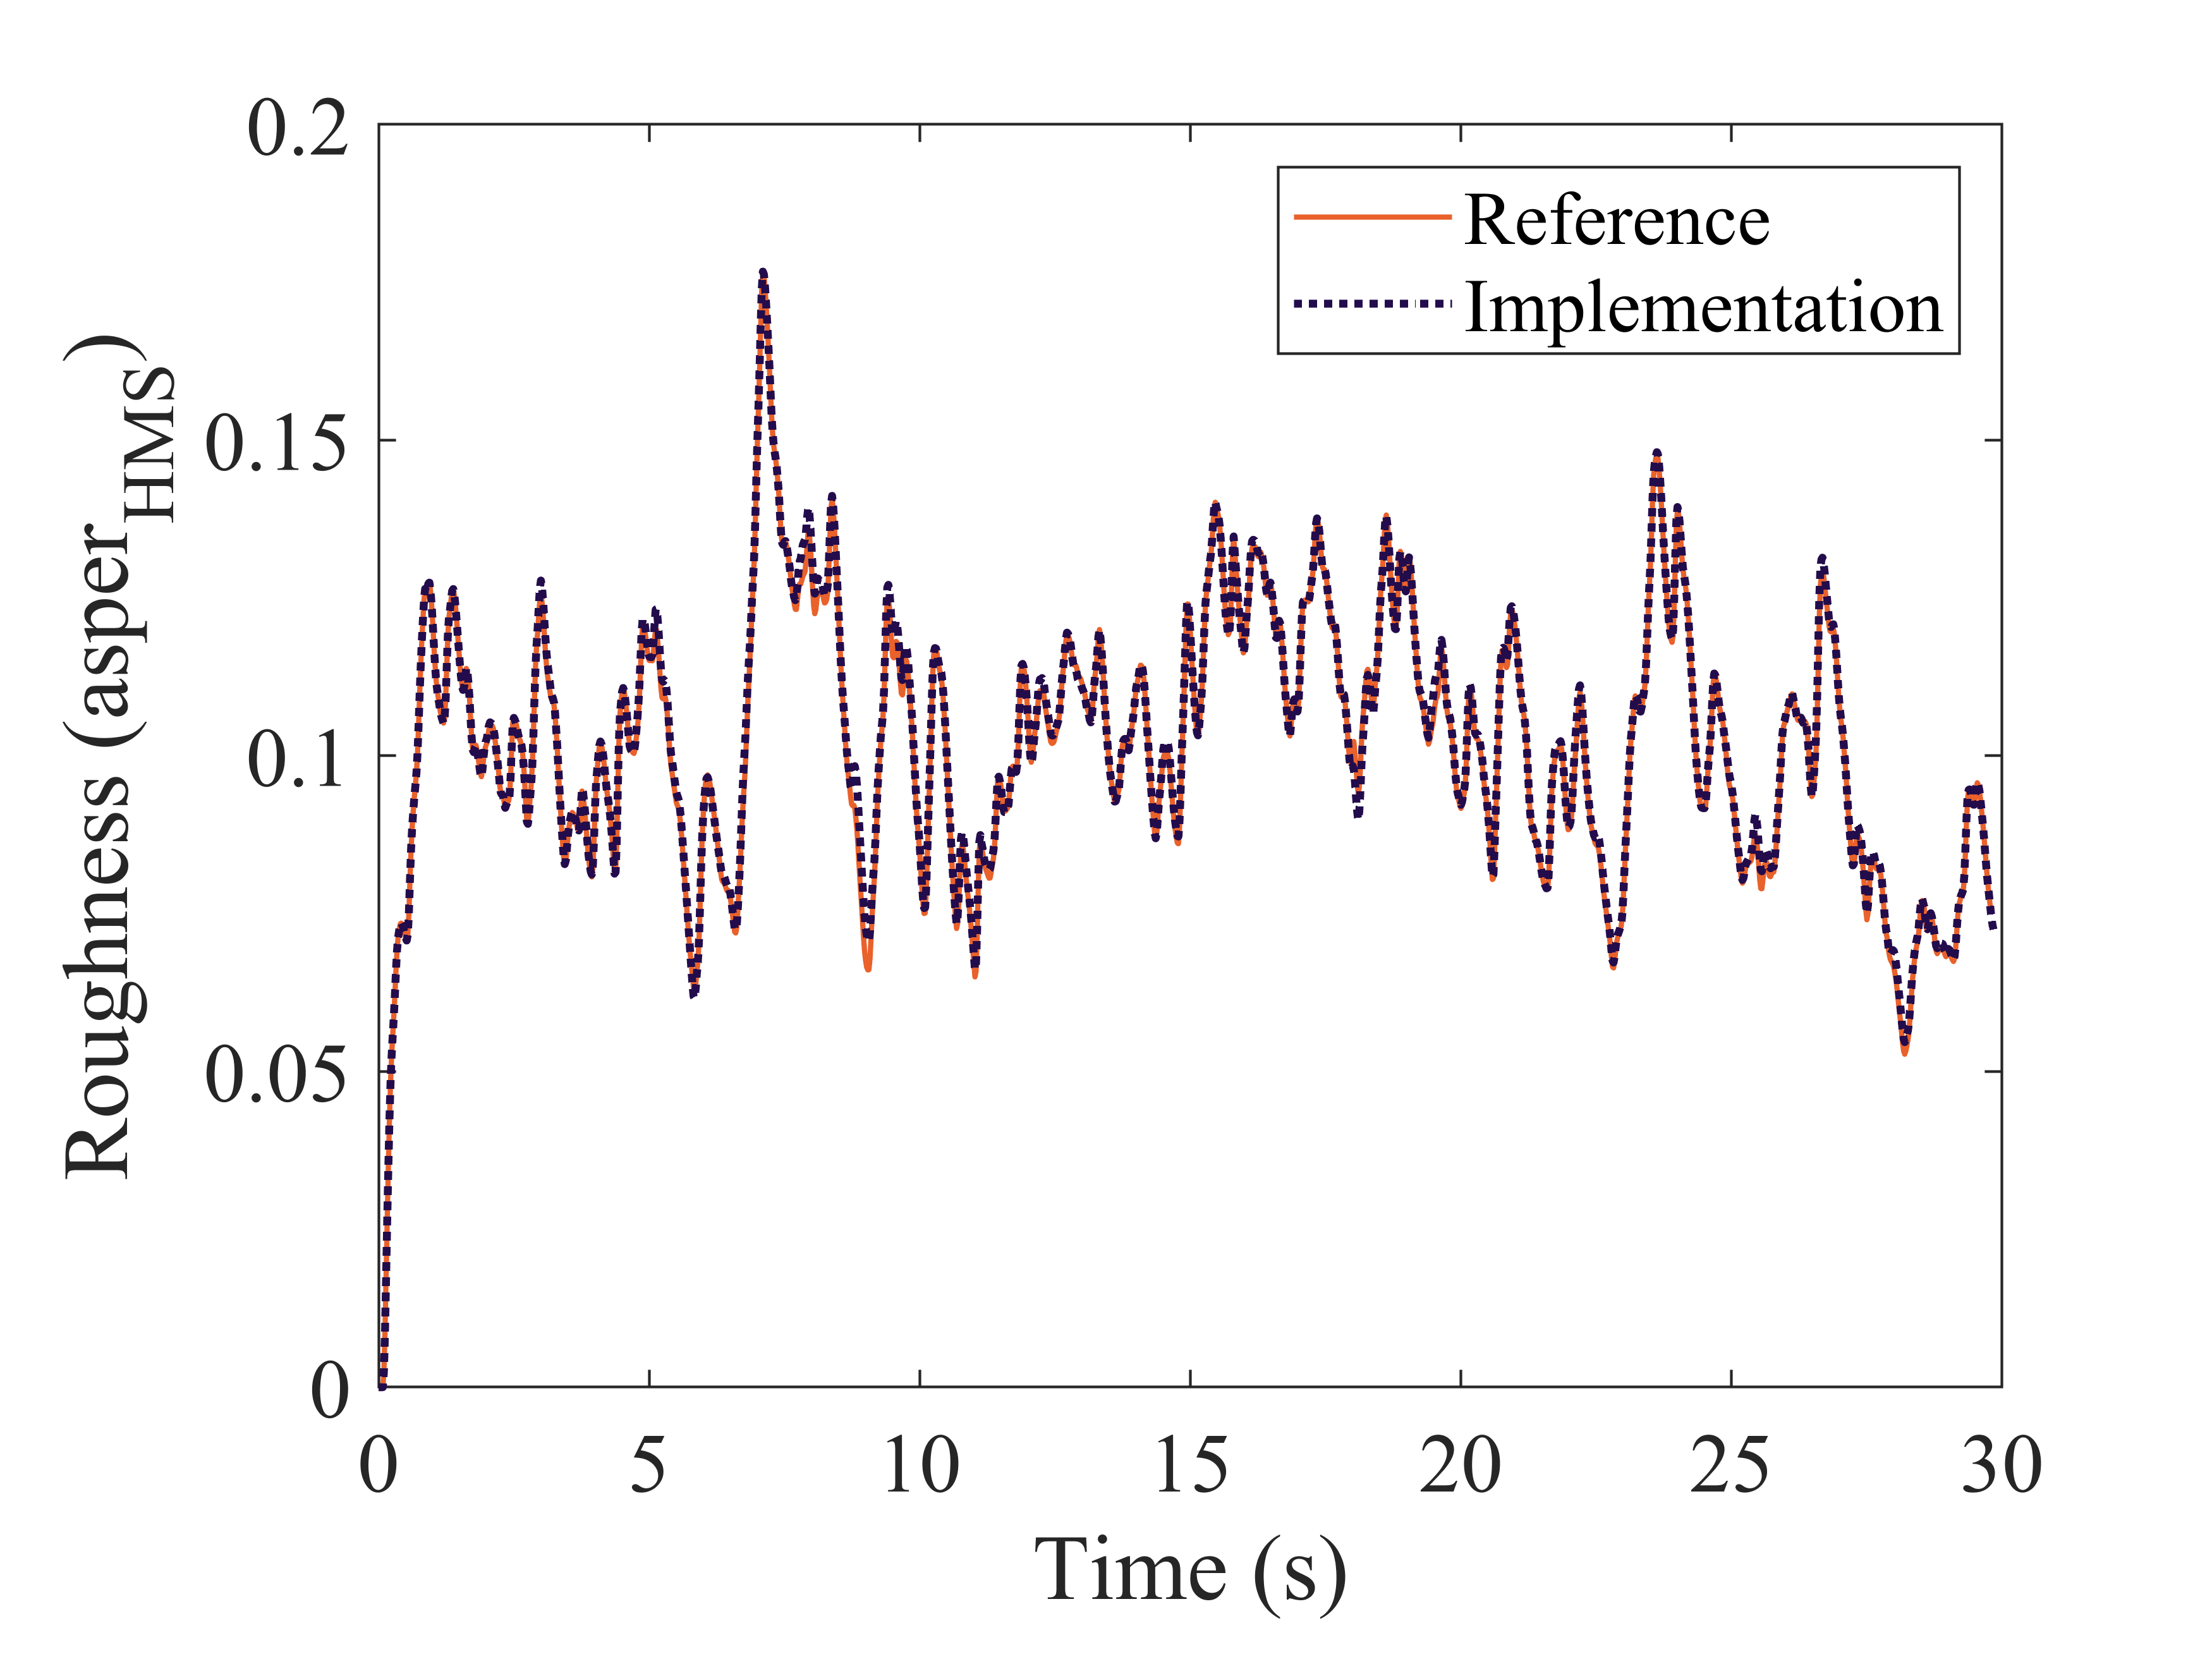 0.2
0.15
0.1
0.05
0
Roughness (asper_HMS)
Reference
Implementation
0 5 10 15 20 25 30
Time (s)